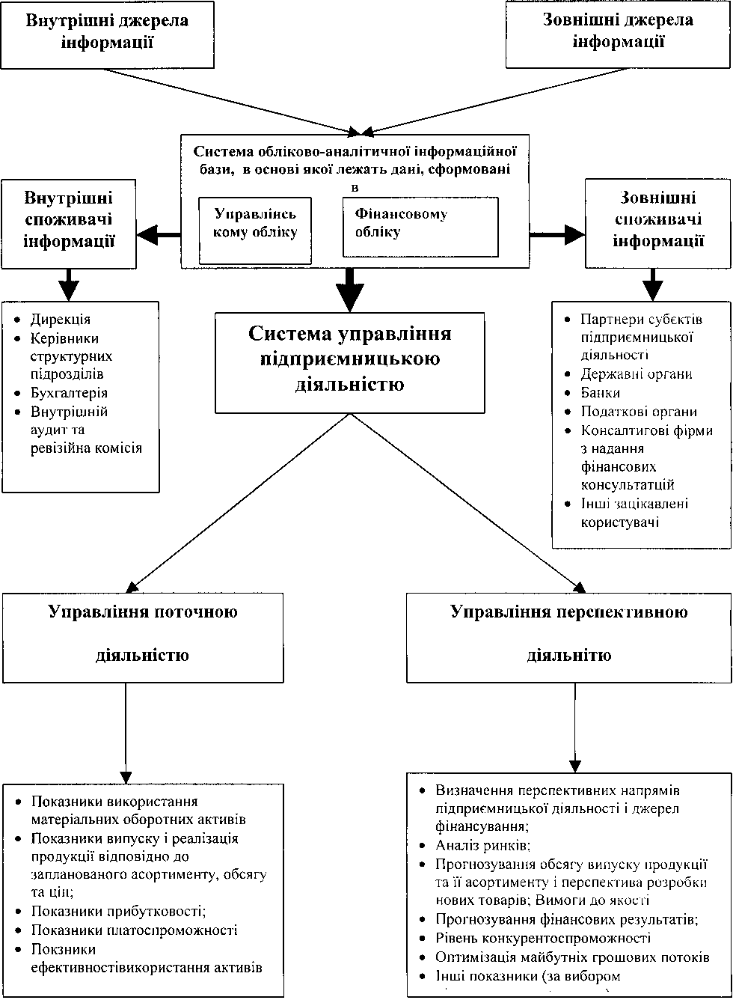 Внутрішні джерела
інформації
Зовнішні джерела
інформації
Система обліково-аналітичної інформаційної
бази, в основі якої лежать дані, сформовані
в
Управлінсь
кому обліку
Фінансовому
обліку
Внутрішні
споживачі
інформації
Зовнішні
споживачі
інформації
• Дирекція
• Керівники
структурних
підрозділів
• Бухгалтерія
• Внутрішній
аудит та
ревізійна комісія
Система управління
підприємницькою
діяльністю
• Партнери субєктів
підприємницької
діяльності
• Державні органи
• Банки
• Податкові органи
• Консалтигові фірми
з надання
фінансових
консультатцій
• Інші зацікавлені
користувачі
Управління поточною
діяльністю
Управління перспективною
діяльнітю
• Показники використання
матеріальних оборотних активів
• Показники випуску і реалізація
продукції відповідно до
запланованого асортименту, обсягу
та цін;
• Показники прибутковості;
• Показники платоспроможності
• Покзники
ефективностівикористання активів
• Визначення перспективних напрямів
підприємницької діяльності і джерел
фінансування;
• Аналіз ринків;
• Прогнозування обсягу випуску продукції
та її асортименту і перспектива розробки
нових товарів; Вимоги до якості
• Прогнозування фінансових результатів;
• Рівень конкурентоспроможності
• Оптимізація майбутніх грошових потоків
• Інші показники (за вибором